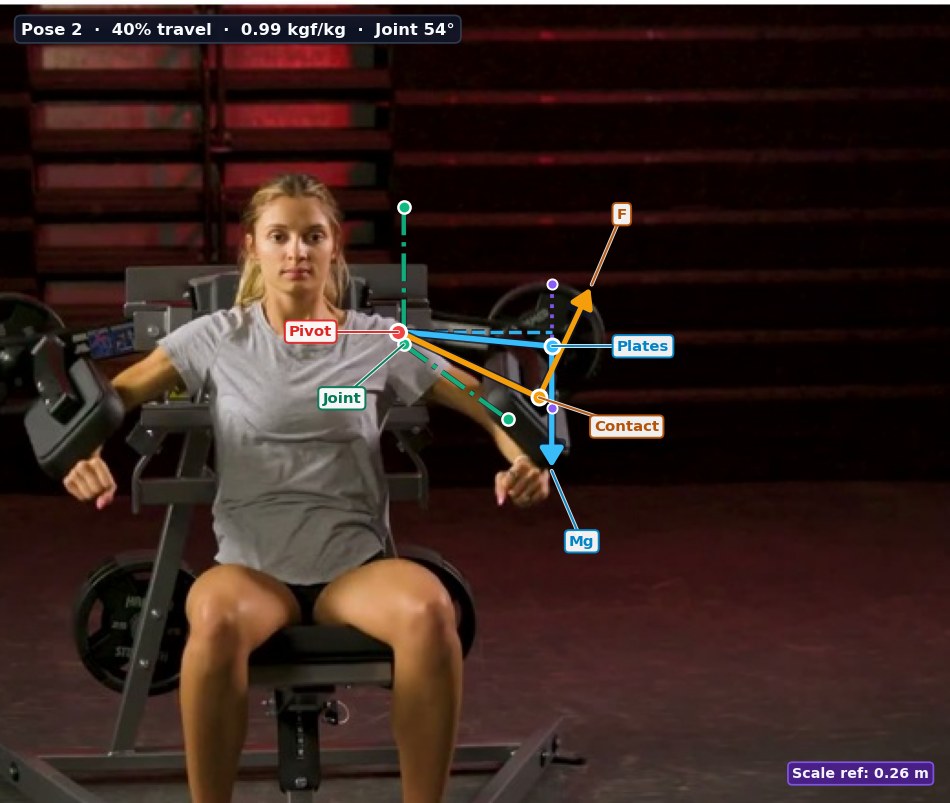 Pose 2 · 40% travel · 0.99 kgf/kg · Joint 54°
F
Pivot
Plates
Joint
Contact
Mg
Scale ref: 0.26 m